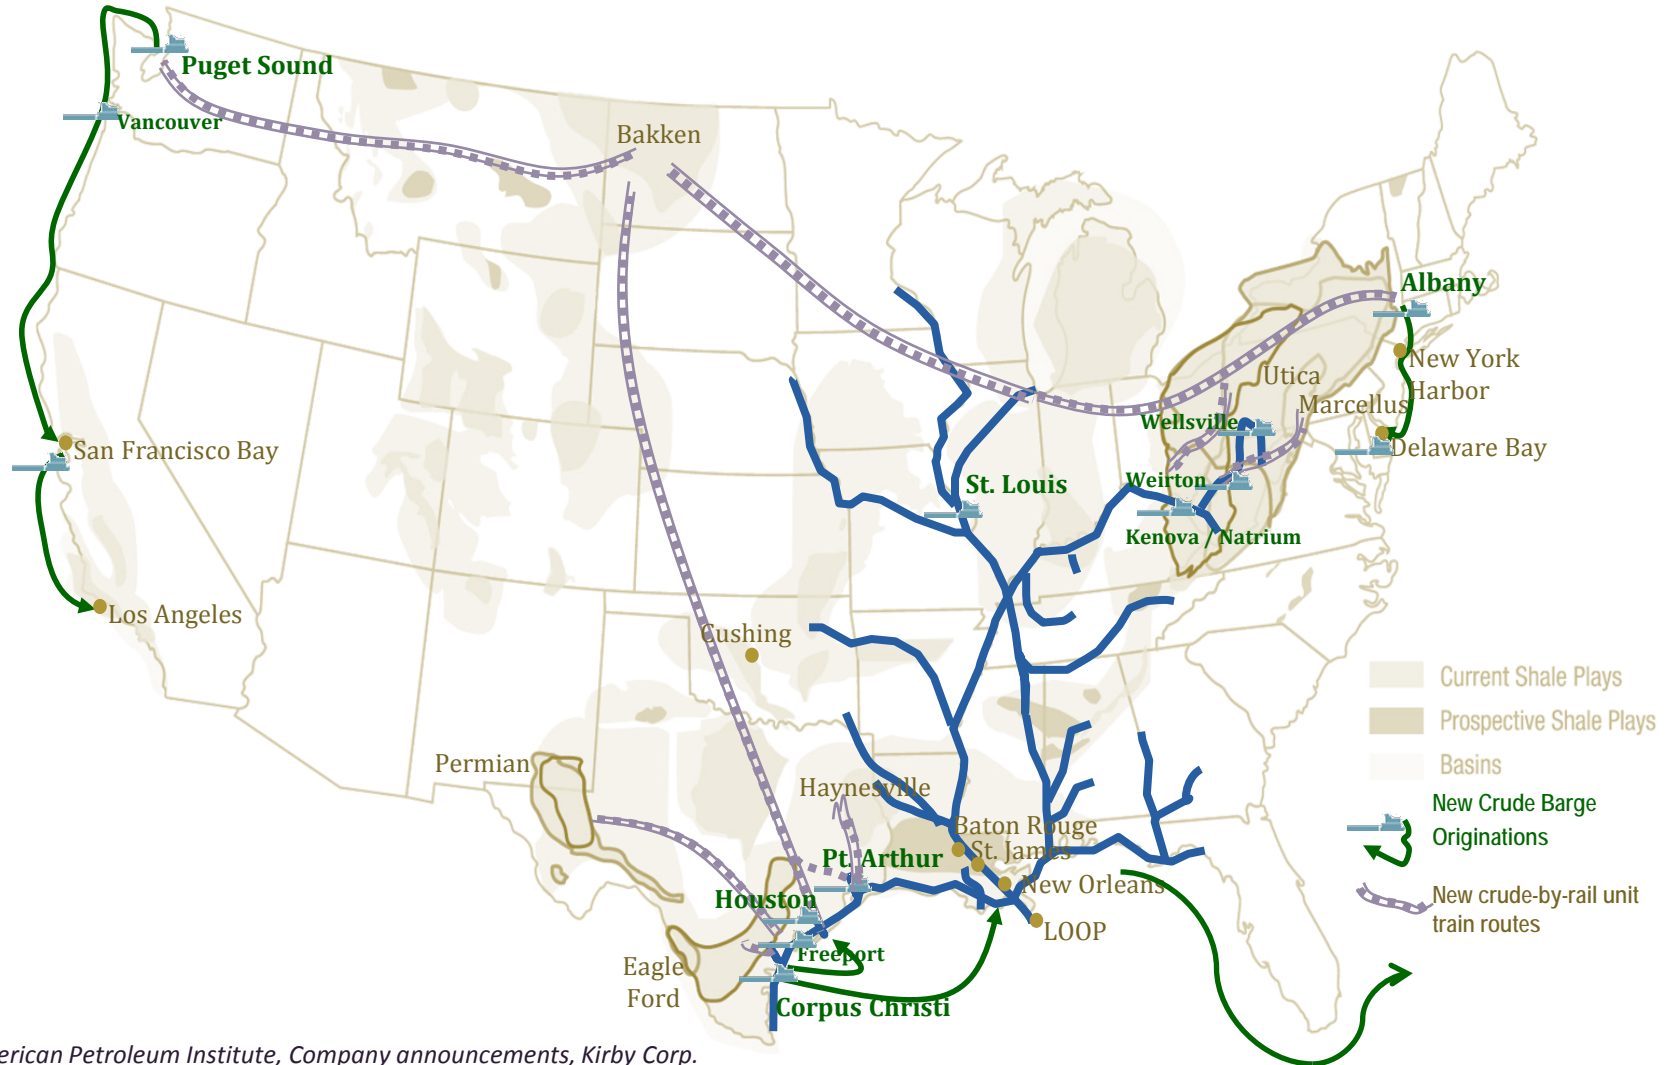 Puget Sound
Vancouver
Bakken
Albany
New York
Harbor
Utica
Marcellus
Wellsville
Delaware Bay
San Francisco Bay
Weirton
St. Louis
Kenova / Natrium
Los Angeles
Cushing
Current Shale Plays
Prospective Shale Plays
Basins
New Crude Barge
Originations
New crude-by-rail unit
train routes
Permian
Haynesville
Baton Rouge
St. James
Pt. Arthur
New Orleans
Houston
LOOP
Freeport
Eagle
Ford
Corpus Christi
erican Petroleum Institute, Company announcements, Kirby Corp.